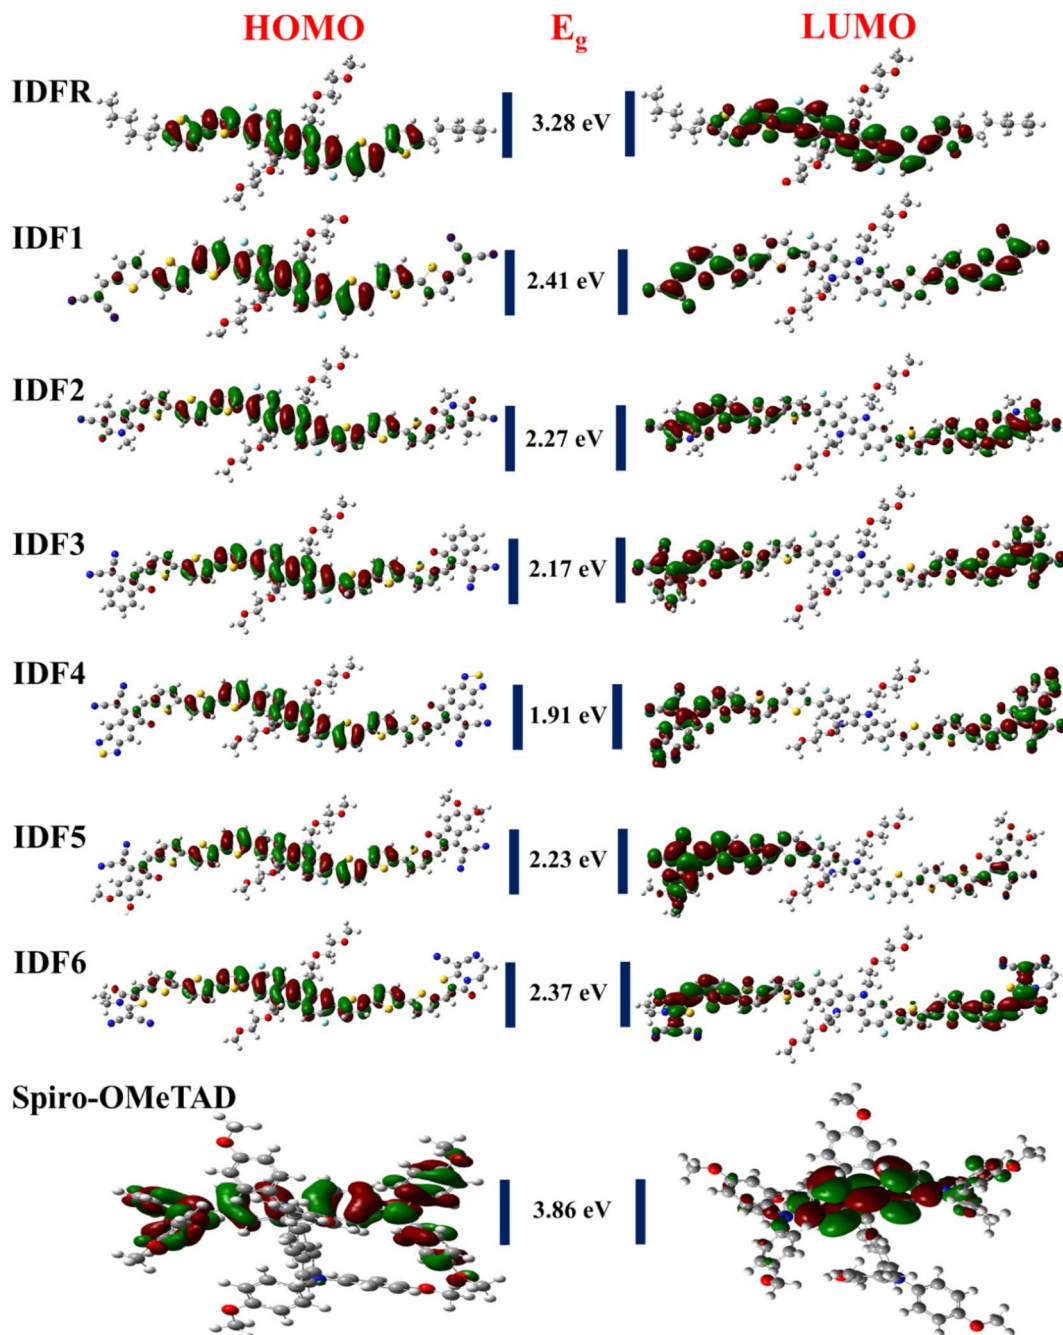 HOMO E_g LUMO
IDFR
3.28 eV
IDF1
2.41 eV
IDF2
2.27 eV
IDF3
2.17 eV
IDF4
1.91 eV
IDF5
2.23 eV
IDF6
2.37 eV
Spiro-OMeTAD
3.86 eV